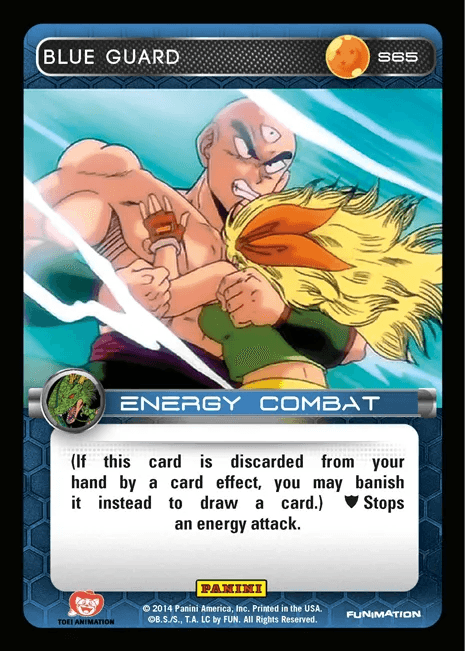 BLUE GUARD
S65
ENERGY COMBAT
(If this card is discarded from your
hand by a card effect, you may banish
it instead to draw a card.) Stops
an energy attack.
PANINI
TOEI ANIMATION
© 2014 Panini America, Inc. Printed in the USA.
©B.S./S., T.A. LC by FUN. All Rights Reserved.
FUNIMATION